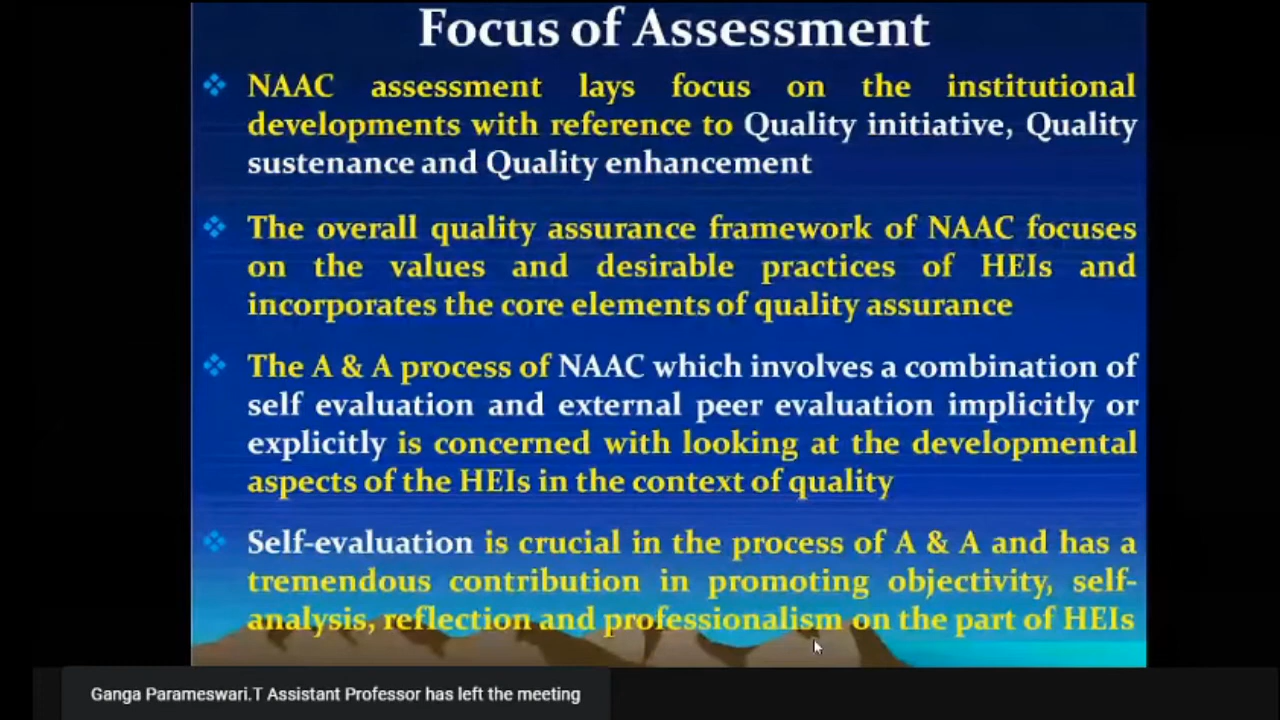 Focus of Assessment
NAAC assessment lays focus on the institutional
developments with reference to Quality initiative, Quality
sustenance and Quality enhancement
The overall quality assurance framework of NAAC focuses
on the values and desirable practices of HEIs and
incorporates the core elements of quality assurance
The A & A process of NAAC which involves a combination of
self evaluation and external peer evaluation implicitly or
explicitly is concerned with looking at the developmental
aspects of the HEIs in the context of quality
Self-evaluation is crucial in the process of A & A and has a
tremendous contribution in promoting objectivity, self-
analysis, reflection and professionalism on the part of HEIs
Ganga Parameswari.T Assistant Professor has left the meeting